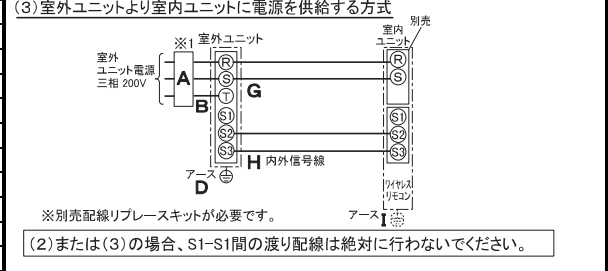 (3)室外ユニットより室内ユニットに電源を供給する方式
※1
室外ユニット
室内
ユニット
別売
室外
ユニット電源
三相 200V
A
B
R
S
T
S1
S2
S3
G
H 内外信号線
R
S
S1
S2
S3
アース
D
ワイヤレス
リモコン
アース I
※別売配線リプレースキットが必要です。
(2)または(3)の場合、S1-S1間の渡り配線は絶対に行わないでください。